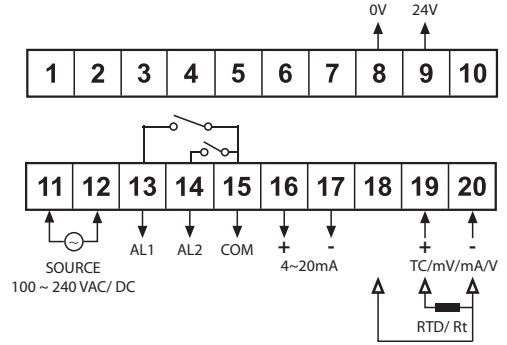 0V 24V
1 2 3 4 5 6 7 8 9 10
11 12 13 14 15 16 17 18 19 20
AL1 AL2 COM + - + -
4~20mA TC/mV/mA/V
SOURCE
100 ~ 240 VAC/ DC
RTD/ Rt